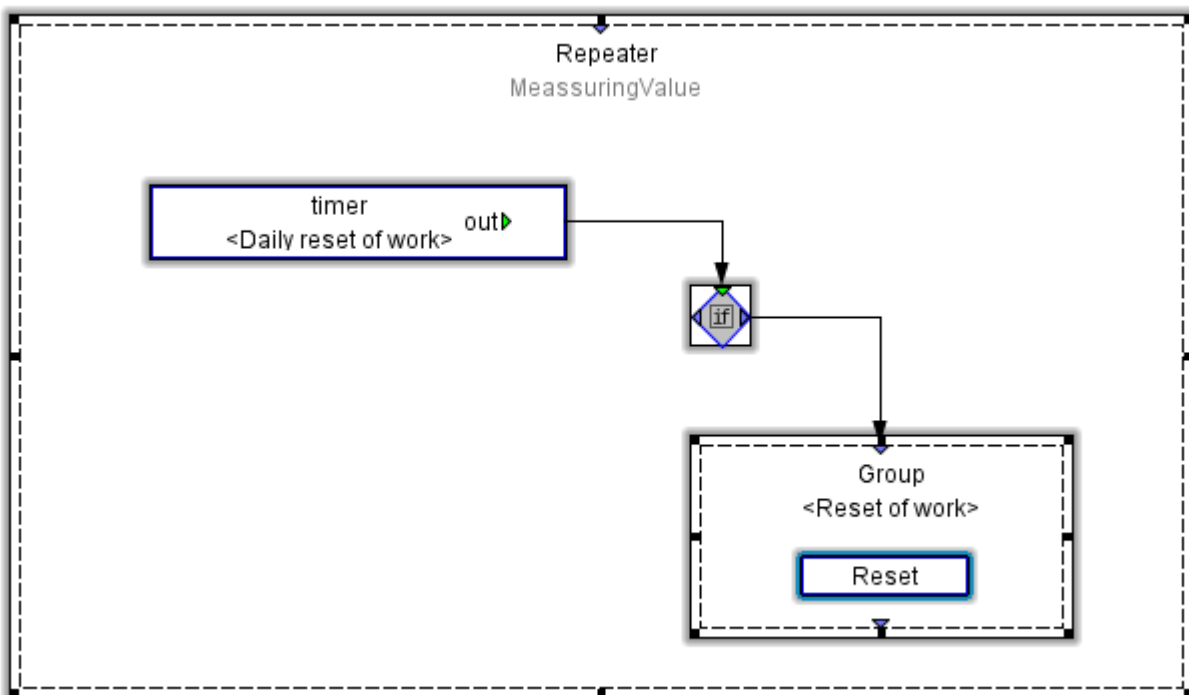 Repeater
MeassuringValue
timer
<Daily reset of work>
out
if
Group
<Reset of work>
Reset